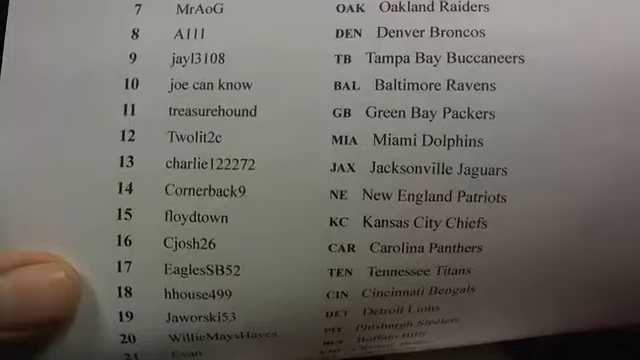 7 MrAoG OAK Oakland Raiders
8 A111 DEN Denver Broncos
9 jayl3108 TB Tampa Bay Buccaneers
10 joe can know BAL Baltimore Ravens
11 treasurehound GB Green Bay Packers
12 Twolit2c MIA Miami Dolphins
13 charlie122272 JAX Jacksonville Jaguars
14 Cornerback9 NE New England Patriots
15 floydtown KC Kansas City Chiefs
16 Cjosh26 CAR Carolina Panthers
17 EaglesSB52 TEN Tennessee Titans
18 hhouse499 CIN Cincinnati Bengals
19 Jaworski53 DET Detroit Lions
20 WillieMaysHayes PIT Pittsburgh Steelers
21 Evan Buffalo Bills